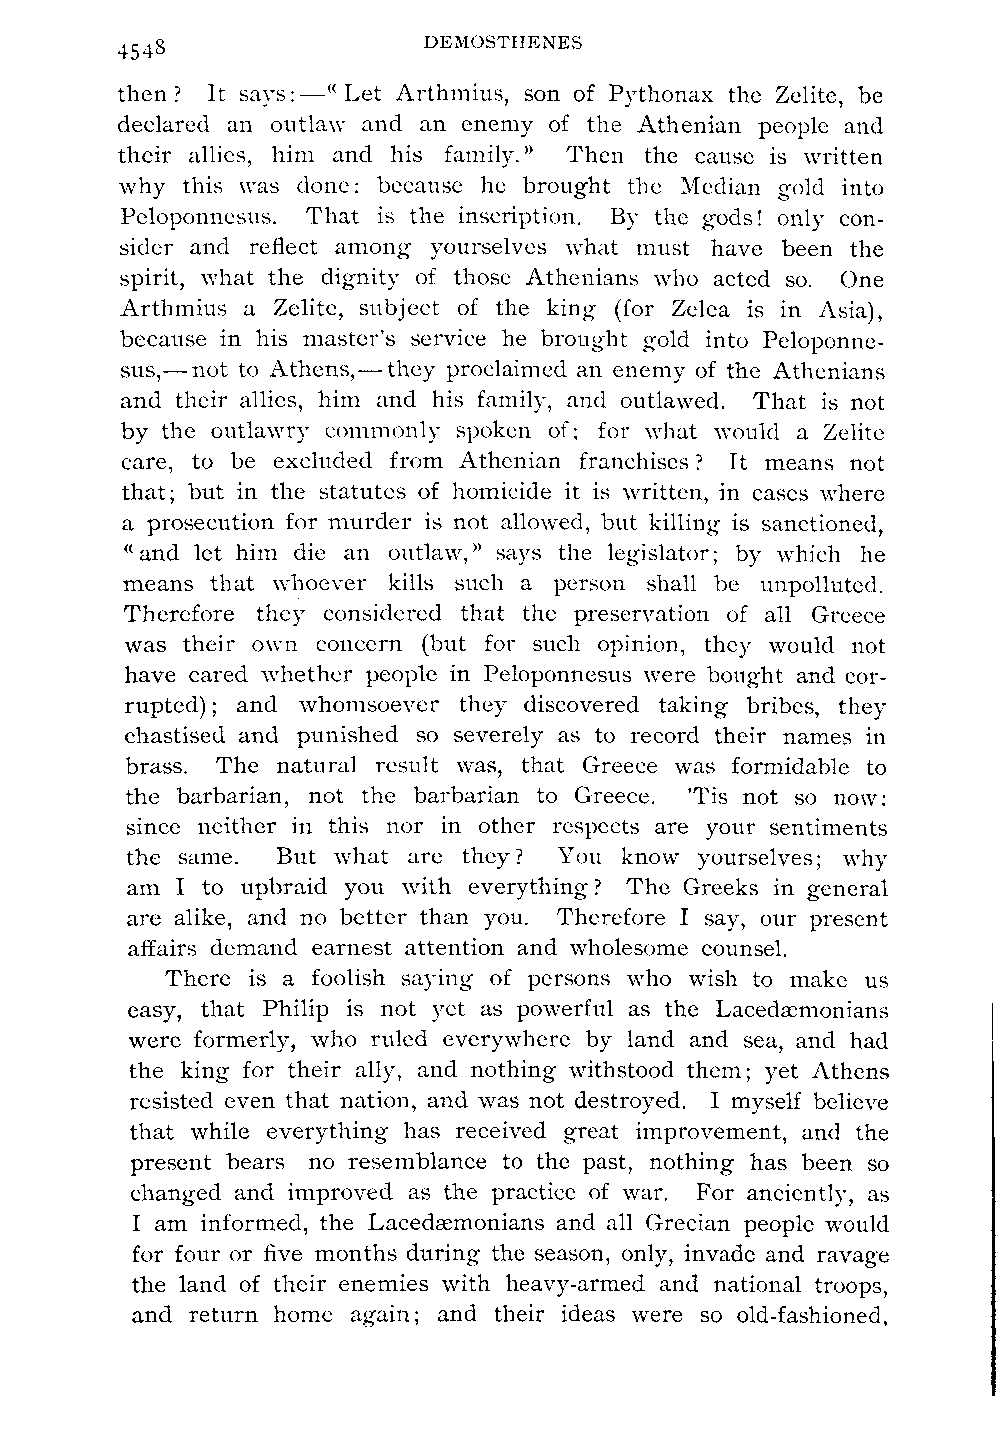 4548 DEMOSTHENES
then? It says:—“Let Arthmius, son of Pythonax the Zelite, be
declared an outlaw and an enemy of the Athenian people and
their allies, him and his family.” Then the cause is written
why this was done: because he brought the Median gold into
Peloponnesus. That is the inscription. By the gods! only con-
sider and reflect among yourselves what must have been the
spirit, what the dignity of those Athenians who acted so. One
Arthmius a Zelite, subject of the king (for Zelea is in Asia),
because in his master's service he brought gold into Peloponne-
sus,—not to Athens,—they proclaimed an enemy of the Athenians
and their allies, him and his family, and outlawed. That is not
by the outlawry commonly spoken of; for what would a Zelite
care, to be excluded from Athenian franchises? It means not
that; but in the statutes of homicide it is written, in cases where
a prosecution for murder is not allowed, but killing is sanctioned,
“and let him die an outlaw,” says the legislator; by which he
means that whoever kills such a person shall be unpolluted.
Therefore they considered that the preservation of all Greece
was their own concern (but for such opinion, they would not
have cared whether people in Peloponnesus were bought and cor-
rupted); and whomsoever they discovered taking bribes, they
chastised and punished so severely as to record their names in
brass. The natural result was, that Greece was formidable to
the barbarian, not the barbarian to Greece. 'Tis not so now:
since neither in this nor in other respects are your sentiments
the same. But what are they? You know yourselves; why
am I to upbraid you with everything? The Greeks in general
are alike, and no better than you. Therefore I say, our present
affairs demand earnest attention and wholesome counsel.
There is a foolish saying of persons who wish to make us
easy, that Philip is not yet as powerful as the Lacedæmonians
were formerly, who ruled everywhere by land and sea, and had
the king for their ally, and nothing withstood them; yet Athens
resisted even that nation, and was not destroyed. I myself believe
that while everything has received great improvement, and the
present bears no resemblance to the past, nothing has been so
changed and improved as the practice of war. For anciently, as
I am informed, the Lacedæmonians and all Grecian people would
for four or five months during the season, only, invade and ravage
the land of their enemies with heavy-armed and national troops,
and return home again; and their ideas were so old-fashioned,